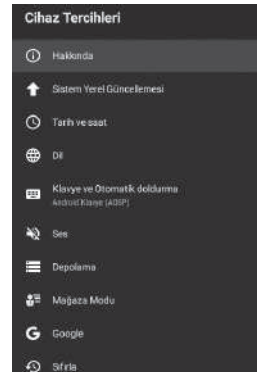 Cihaz Tercihleri
Hakkında
Sistem Yerel Güncellemesi
Tarih ve saat
Dil
Klavye ve Otomatik doldurma
Android Klavye (AOSP)
Ses
Depolama
Mağaza Modu
Google
Sıfırla